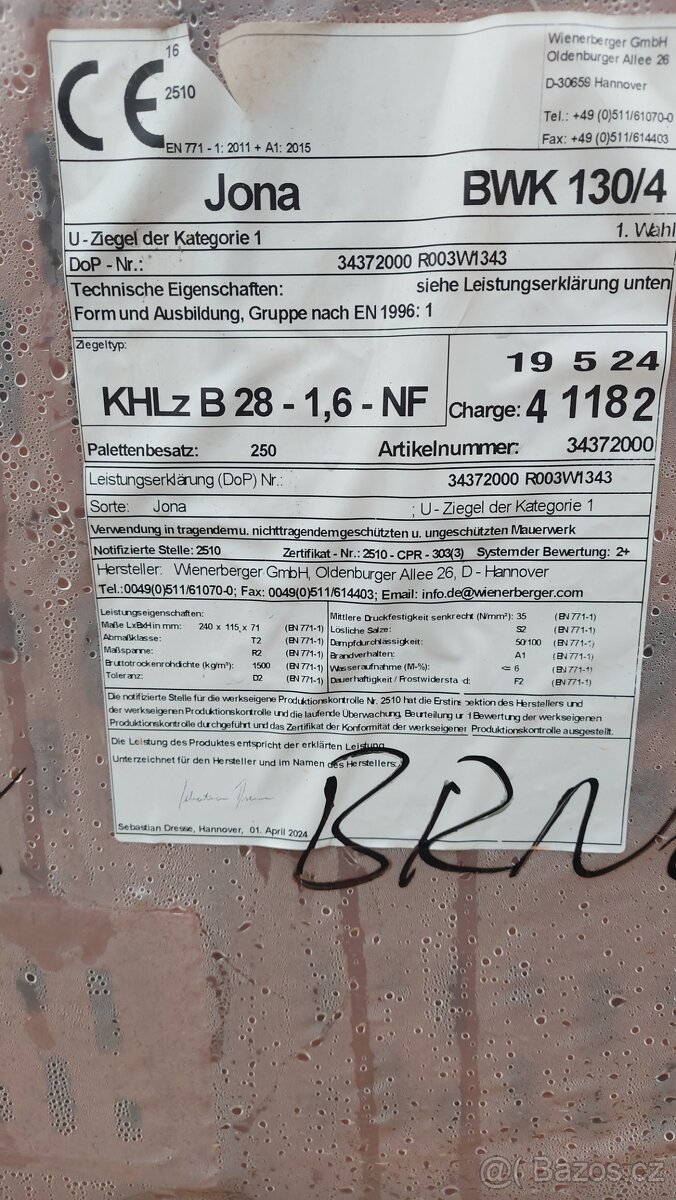 CE
16
2510
EN 771 - 1: 2011 + A1: 2015
Wienerberger GmbH
Oldenburger Allee 26
D-30659 Hannover
Tel.: +49 (0)511/61070-0
Fax: +49 (0)511/614403
Jona BWK 130/4
U - Ziegel der Kategorie 1 1. Wahl
DoP - Nr.: 34372000 R003W1343
Technische Eigenschaften: siehe Leistungserklärung unten
Form und Ausbildung, Gruppe nach EN 1996: 1
Ziegeltyp:
KHLz B 28 - 1,6 - NF
19 5 24
Charge: 4 1182
Palettenbesatz: 250 Artikelnummer: 34372000
Leistungserklärung (DoP) Nr.: 34372000 R003W1343
Sorte: Jona ; U - Ziegel der Kategorie 1
Verwendung in tragendem u. nichttragendem geschützten u. ungeschützten Mauerwerk
Notifizierte Stelle: 2510 Zertifikat - Nr.: 2510 - CPR - 303(3) System der Bewertung: 2+
Hersteller: Wienerberger GmbH, Oldenburger Allee 26, D - Hannover
Tel.:0049(0)511/61070-0; Fax: 0049(0)511/614403; Email: info.de@wienerberger.com
Leistungseigenschaften:
Maße LxBxH in mm: 240 x 115 x 71 (EN 771-1)
Abmaßklasse: T2 (EN 771-1)
Maßspanne: R2 (EN 771-1)
Bruttotrockenrohdichte (kg/m³): 1500 (EN 771-1)
Toleranz: D2 (EN 771-1)
Mittlere Druckfestigkeit senkrecht (N/mm²): 35 (EN 771-1)
Lösliche Salze: S2 (EN 771-1)
Dampfdurchlässigkeit: 50/100 (EN 771-1)
Brandverhalten: A1 (EN 771-1)
Wasseraufnahme (M-%): <= 6 (EN 771-1)
Dauerhaftigkeit / Frostwidersta d: F2 (EN 771-1)
Die notifizierte Stelle für die werkseigene Produktionskontrolle Nr. 2510 hat die Erstins pektion des Herstellers und
der werkseigenen Produktionskontrolle und die laufende Überwachung, Beurteilung ur d Bewertung der werkseigenen
Produktionskontrolle durchgeführt und das Zertifikat der Konformität der werkseigener Produktionskontrolle ausgestellt.
Die Leistung des Produktes entspricht der erklärten Leistung
Unterzeichnet für den Hersteller und im Namen des Herstellers:
Sebastian Dresse, Hannover, 01. April 2024
BRN
@( Bazos.cz